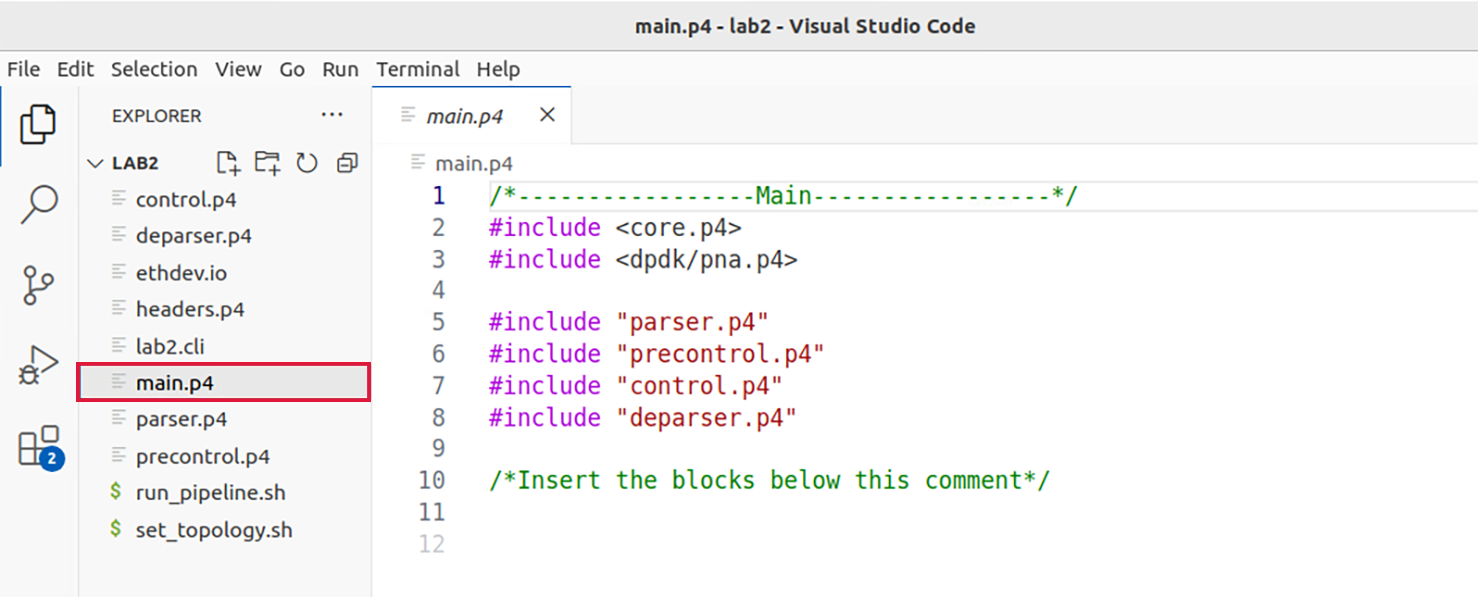 main.p4 - lab2 - Visual Studio Code
File Edit Selection View Go Run Terminal Help
EXPLORER ···
LAB2
control.p4
deparser.p4
ethdev.io
headers.p4
lab2.cli
main.p4
parser.p4
precontrol.p4
$ run_pipeline.sh
$ set_topology.sh
2
main.p4
main.p4
1 /*-----------------Main-----------------*/
2 #include <core.p4>
3 #include <dpdk/pna.p4>
4
5 #include "parser.p4"
6 #include "precontrol.p4"
7 #include "control.p4"
8 #include "deparser.p4"
9
10 /*Insert the blocks below this comment*/
11
12